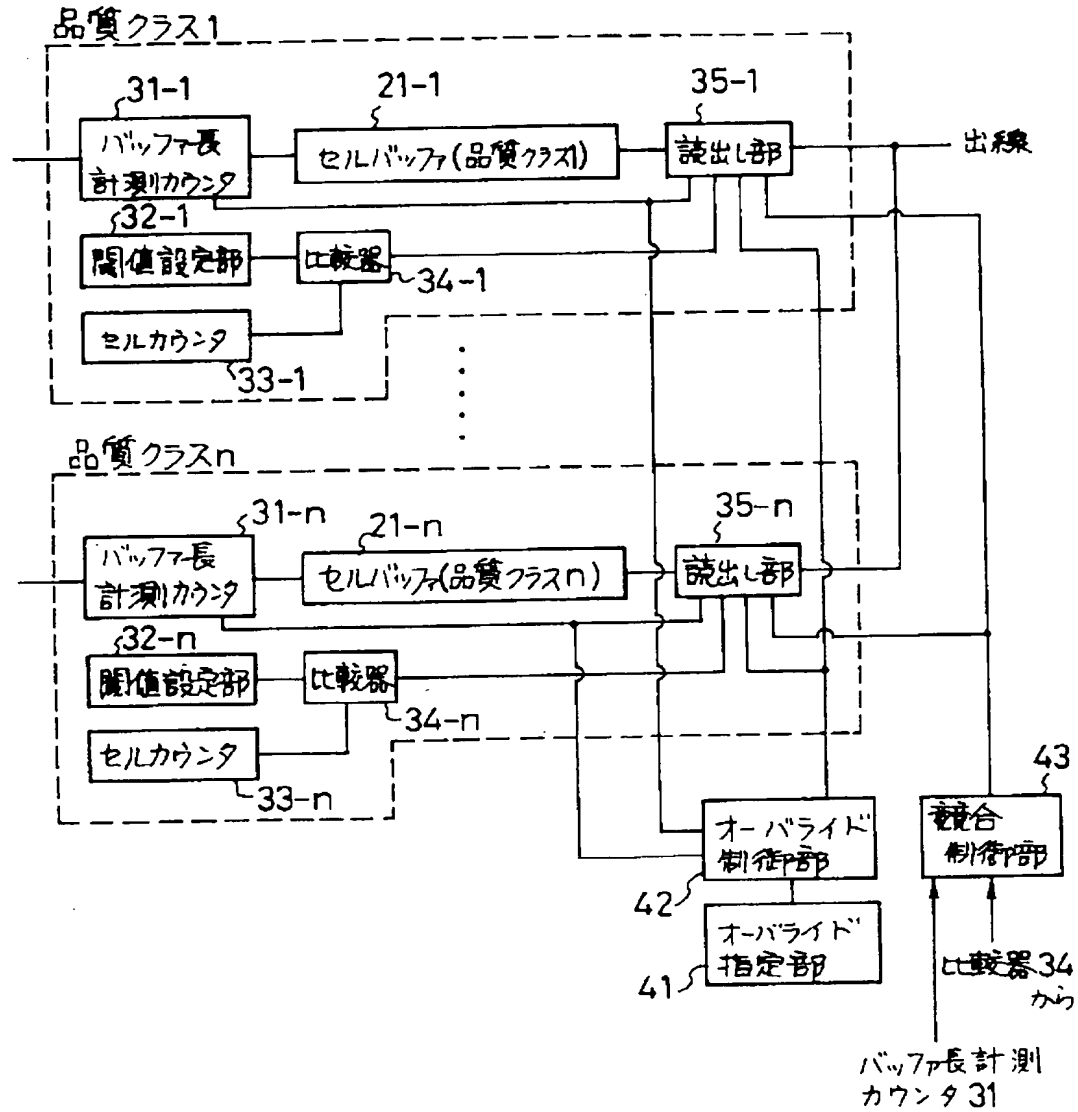 品質クラス1
31-1
21-1
35-1
バッファ長
計測カウンタ
セルバッファ(品質クラス1)
読出し部
出線
32-1
閾値設定部
比較器
34-1
セルカウンタ
33-1
品質クラスn
31-n
21-n
35-n
バッファ長
計測カウンタ
セルバッファ(品質クラスn)
読出し部
32-n
閾値設定部
比較器
34-n
セルカウンタ
33-n
43
オーバライド
制御部
競合
制御部
42
オーバライド
指定部
41
比較器34
から
バッファ長計測
カウンタ31